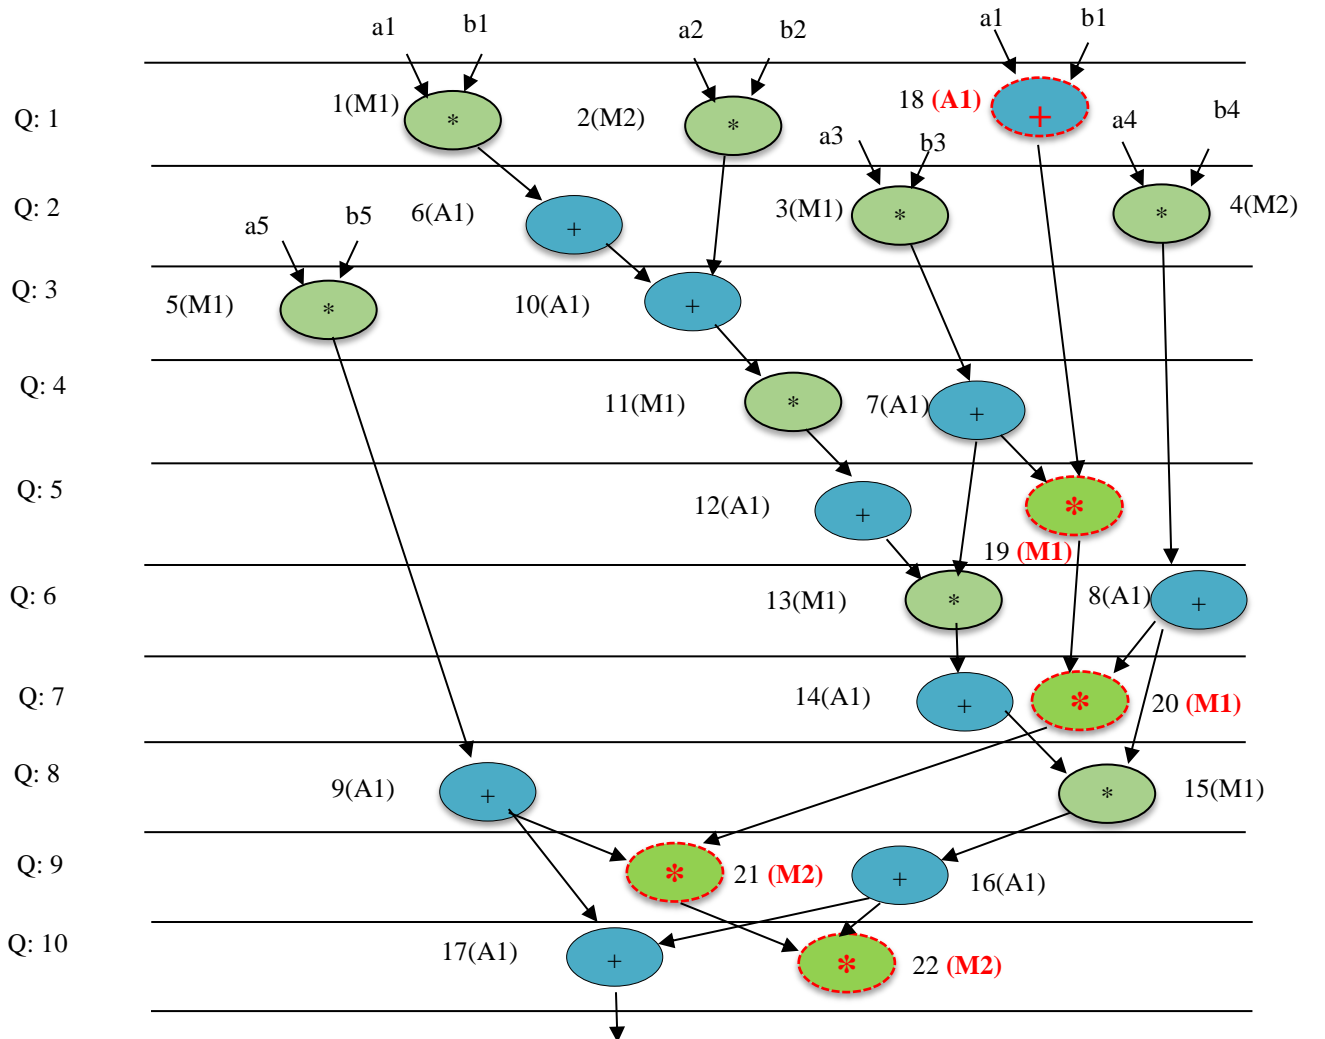 a1 b1 a2 b2 a1 b1
Q: 1 1(M1) * 2(M2) * 18 (A1) + a3 b3 a4 b4
Q: 2 a5 b5 6(A1) + 3(M1) * * 4(M2)
Q: 3 5(M1) * 10(A1) +
Q: 4 11(M1) * 7(A1) +
Q: 5 12(A1) + * 19 (M1)
Q: 6 13(M1) * 8(A1) +
Q: 7 14(A1) + * 20 (M1)
Q: 8 9(A1) + * 15(M1)
Q: 9 * 21 (M2) + 16(A1)
Q: 10 17(A1) + * 22 (M2)